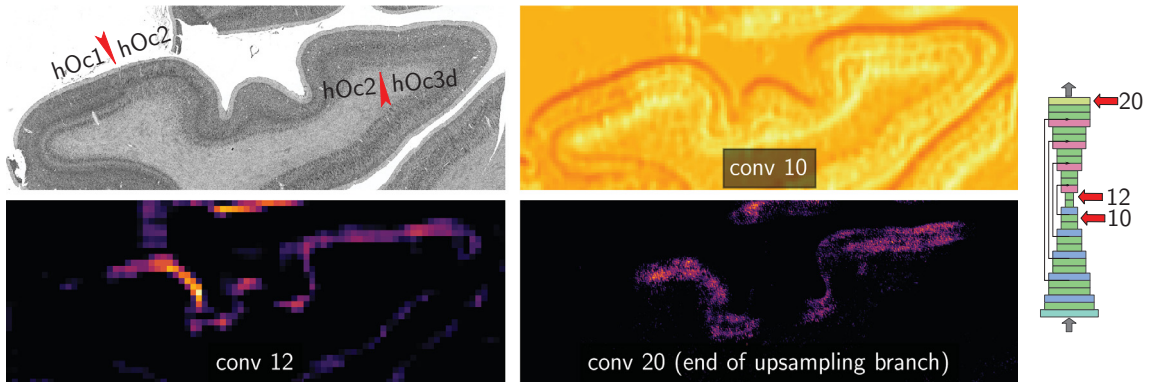 hOc1 hOc2
hOc2 hOc3d
conv 10
20
12
10
conv 12
conv 20 (end of upsampling branch)